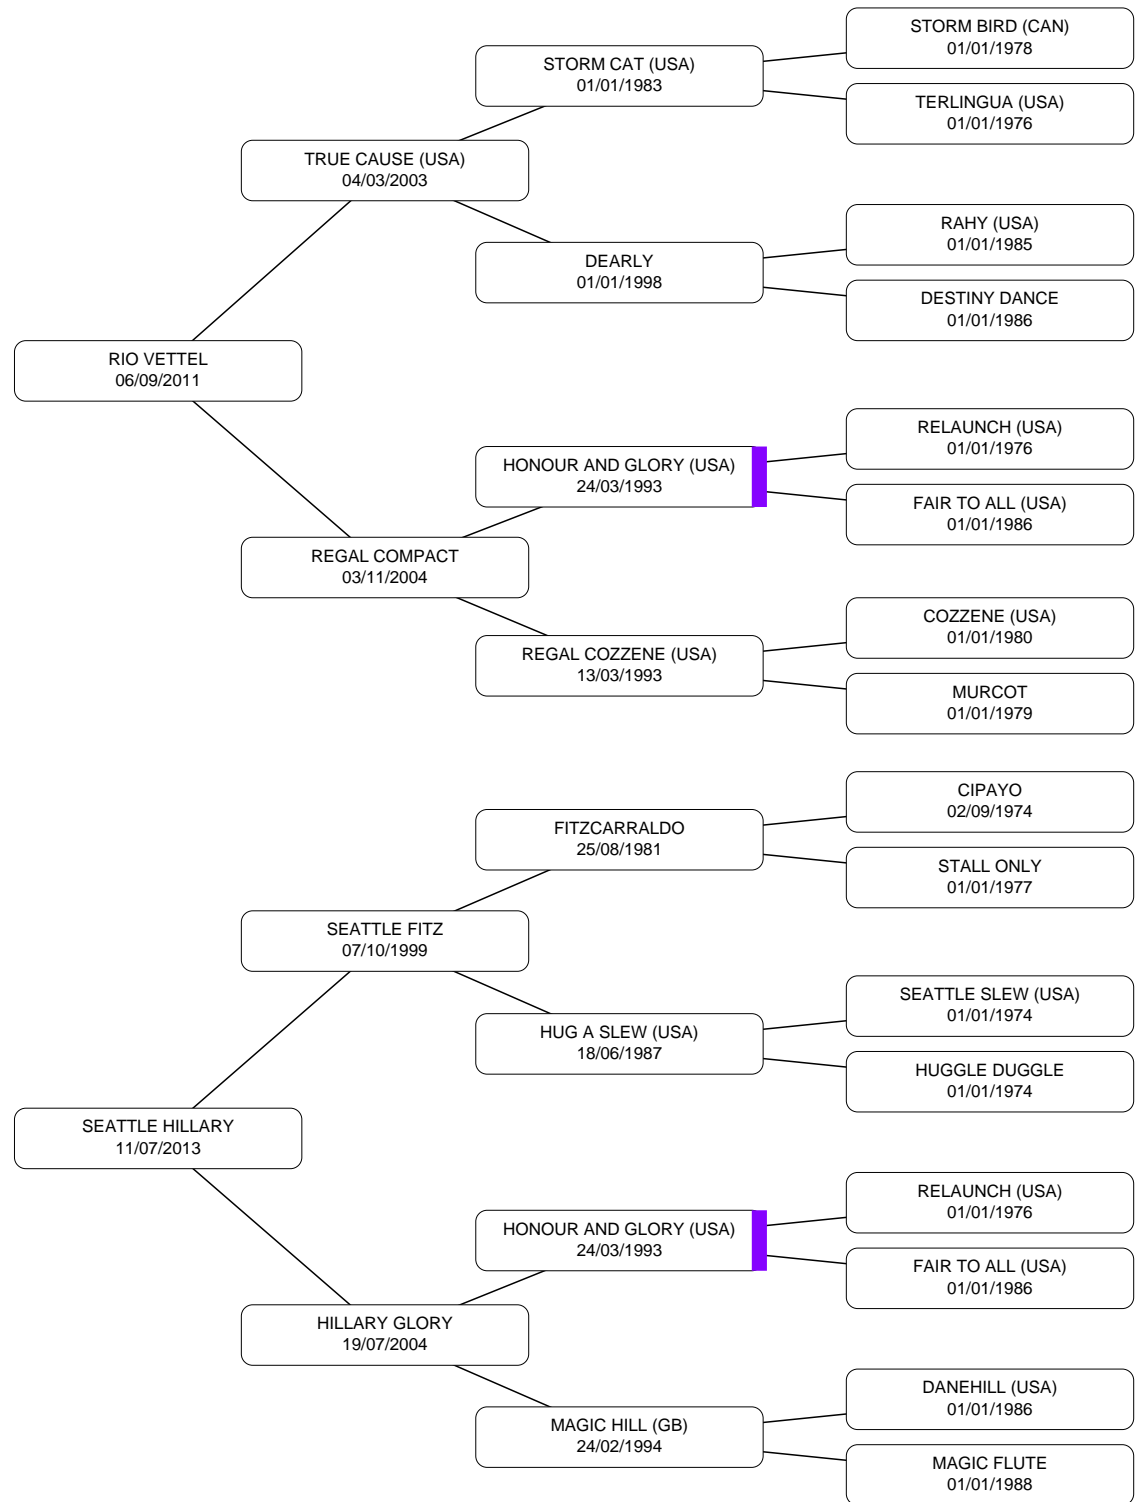 STORM BIRD (CAN)
01/01/1978
STORM CAT (USA)
01/01/1983
TERLINGUA (USA)
01/01/1976
TRUE CAUSE (USA)
04/03/2003
RAHY (USA)
01/01/1985
DEARLY
01/01/1998
DESTINY DANCE
01/01/1986
RIO VETTEL
06/09/2011
RELAUNCH (USA)
01/01/1976
HONOUR AND GLORY (USA)
24/03/1993
FAIR TO ALL (USA)
01/01/1986
REGAL COMPACT
03/11/2004
COZZENE (USA)
01/01/1980
REGAL COZZENE (USA)
13/03/1993
MURCOT
01/01/1979
CIPAYO
02/09/1974
FITZCARRALDO
25/08/1981
STALL ONLY
01/01/1977
SEATTLE FITZ
07/10/1999
SEATTLE SLEW (USA)
01/01/1974
HUG A SLEW (USA)
18/06/1987
HUGGLE DUGGLE
01/01/1974
SEATTLE HILLARY
11/07/2013
RELAUNCH (USA)
01/01/1976
HONOUR AND GLORY (USA)
24/03/1993
FAIR TO ALL (USA)
01/01/1986
HILLARY GLORY
19/07/2004
DANEHILL (USA)
01/01/1986
MAGIC HILL (GB)
24/02/1994
MAGIC FLUTE
01/01/1988